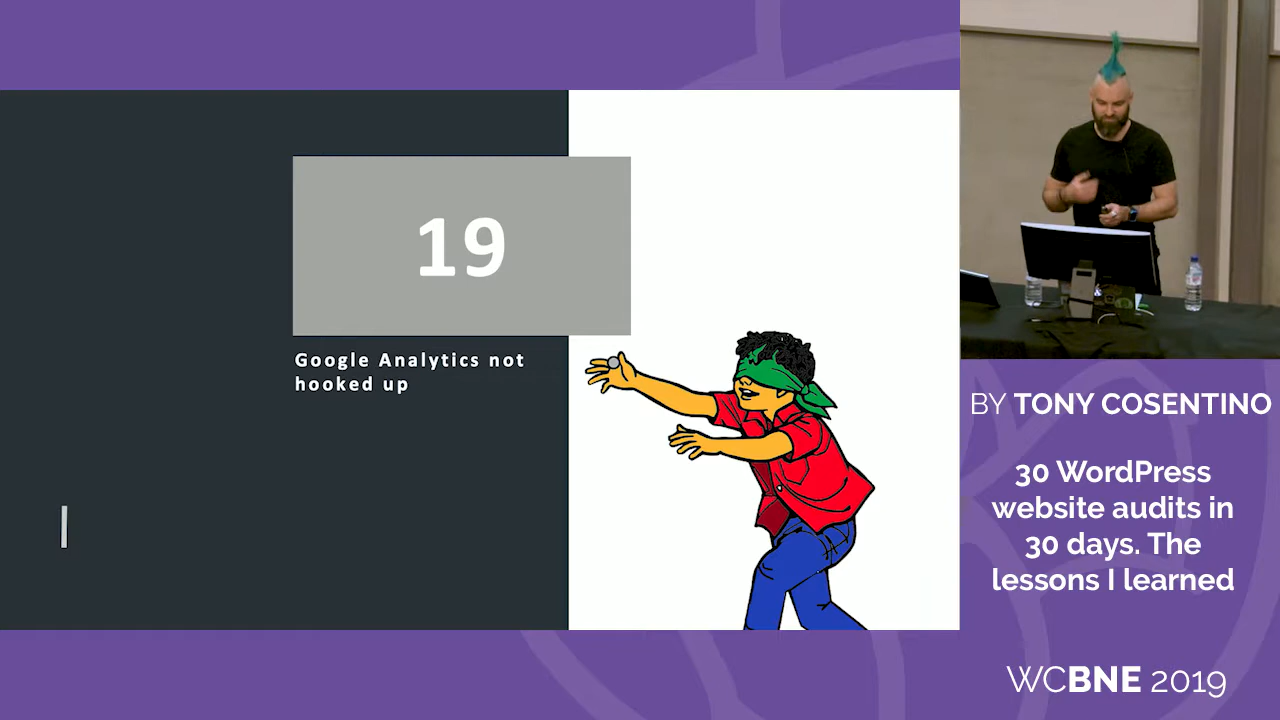 19
Google Analytics not
hooked up
BY TONY COSENTINO
30 WordPress
website audits in
30 days. The
lessons I learned
WCBNE 2019